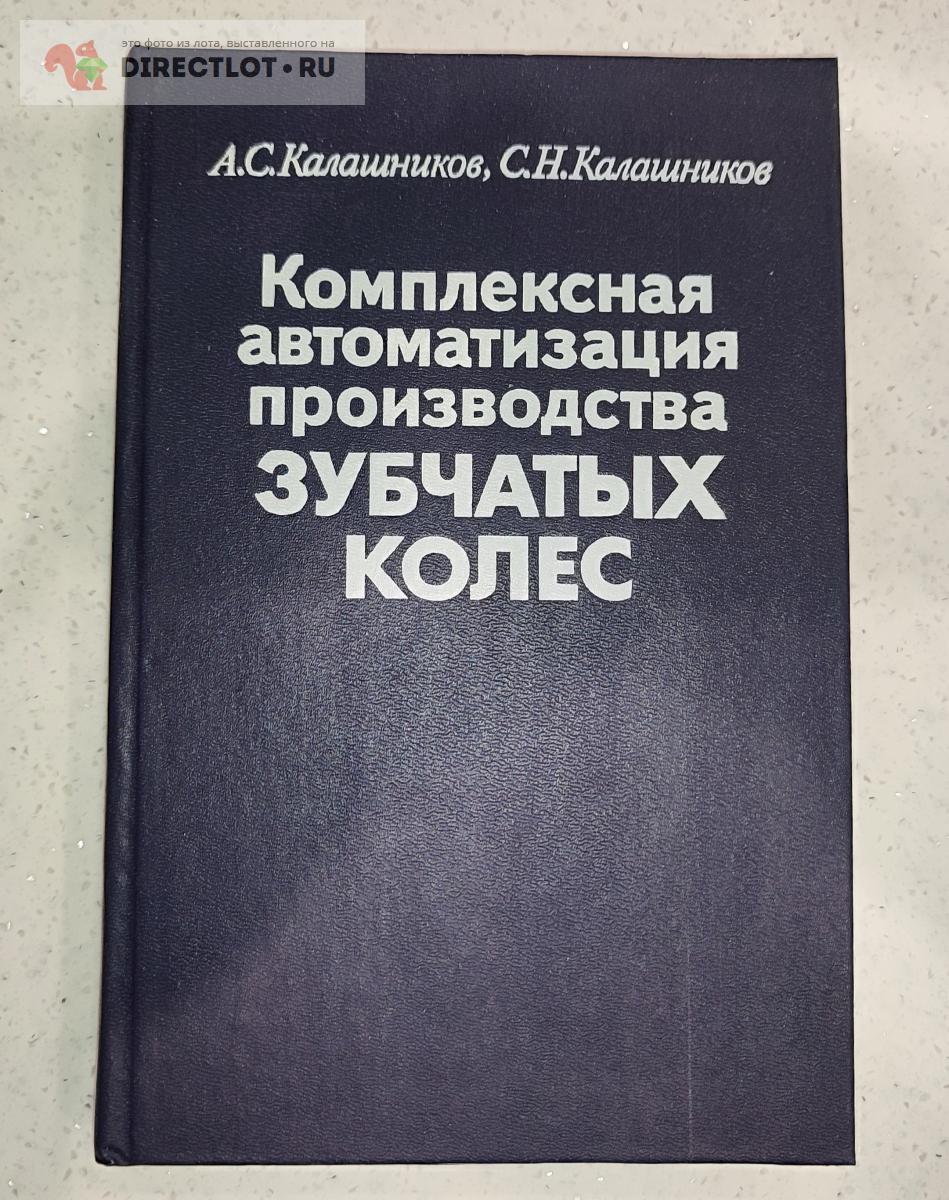 это фото из лота, выставленного на
DIRECTLOT•RU
А.С.Калашников, С.Н.Калашников
Комплексная
автоматизация
производства
ЗУБЧАТЫХ
КОЛЕС